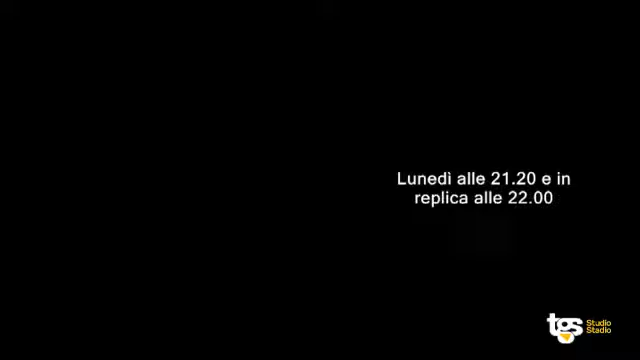 Lunedì alle 21.20 e in
replica alle 22.00
tgs Studio
Stadio